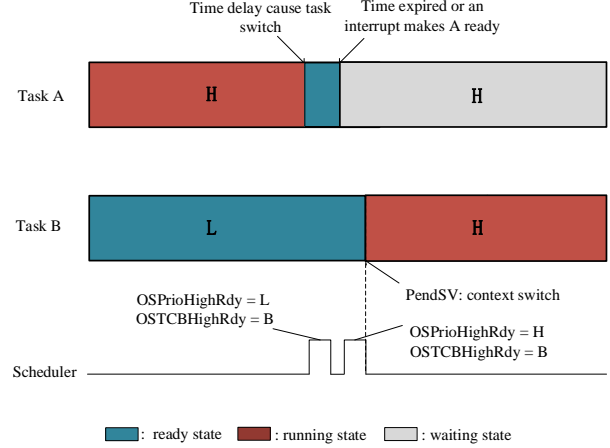 Time delay cause task
switch
Time expired or an
interrupt makes A ready
Task A
H
H
Task B
L
H
OSPrioHighRdy = L
OSTCBHighRdy = B
PendSV: context switch
OSPrioHighRdy = H
OSTCBHighRdy = B
Scheduler
: ready state
: running state
: waiting state